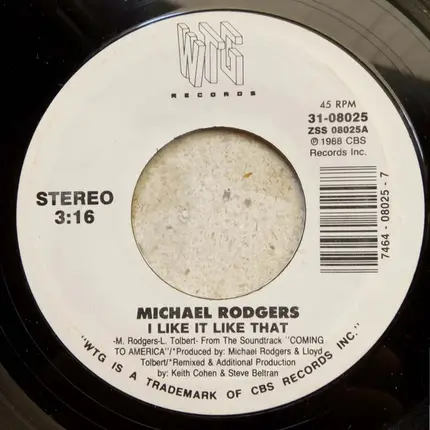 WTG
RECORDS
45 RPM
31-08025
ZSS 08025A
℗ 1988 CBS
Records Inc.
STEREO
3:16
7464 - 08025 - 7
MICHAEL RODGERS
I LIKE IT LIKE THAT
-M. Rodgers-L. Tolbert- From The Soundtrack "COMING
TO AMERICA"/*Produced by: Michael Rodgers & Lloyd
Tolbert/*Remixed & Additional Production
by: Keith Cohen & Steve Beltran/
"WTG IS A TRADEMARK OF CBS RECORDS INC."